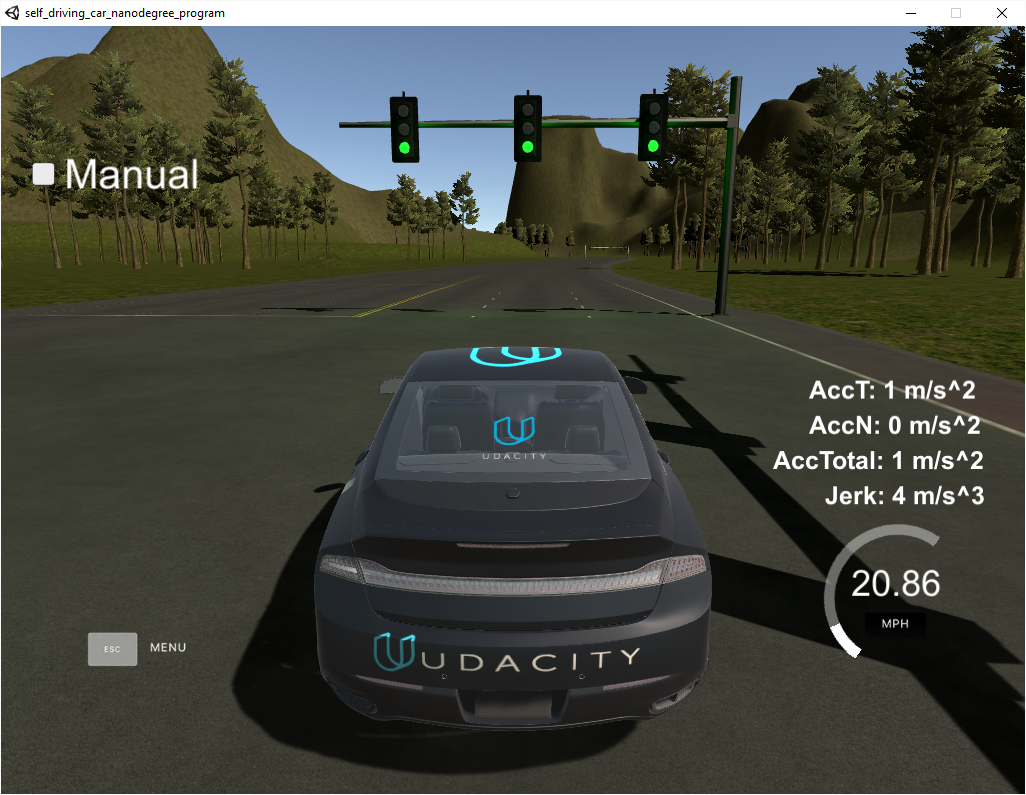 self_driving_car_nanodegree_program
Manual
AccT: 1 m/s^2
AccN: 0 m/s^2
AccTotal: 1 m/s^2
Jerk: 4 m/s^3
20.86
MPH
ESC MENU
UDACITY
UDACITY